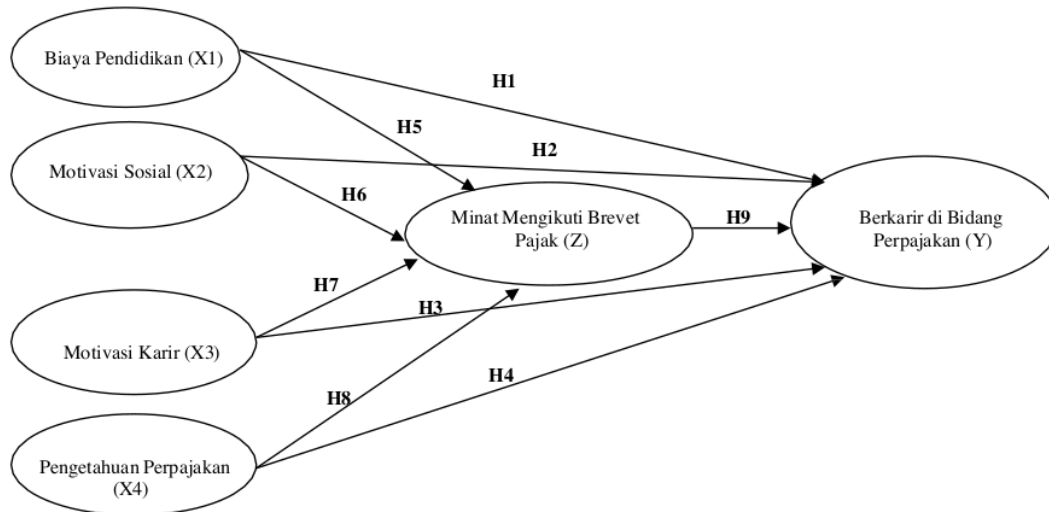 Biaya Pendidikan (X1)
H1
H5
H2
Motivasi Sosial (X2)
H6
Minat Mengikuti Brevet
Pajak (Z)
H9
Berkarir di Bidang
Perpajakan (Y)
H7
H3
Motivasi Karir (X3)
H4
H8
Pengetahuan Perpajakan
(X4)